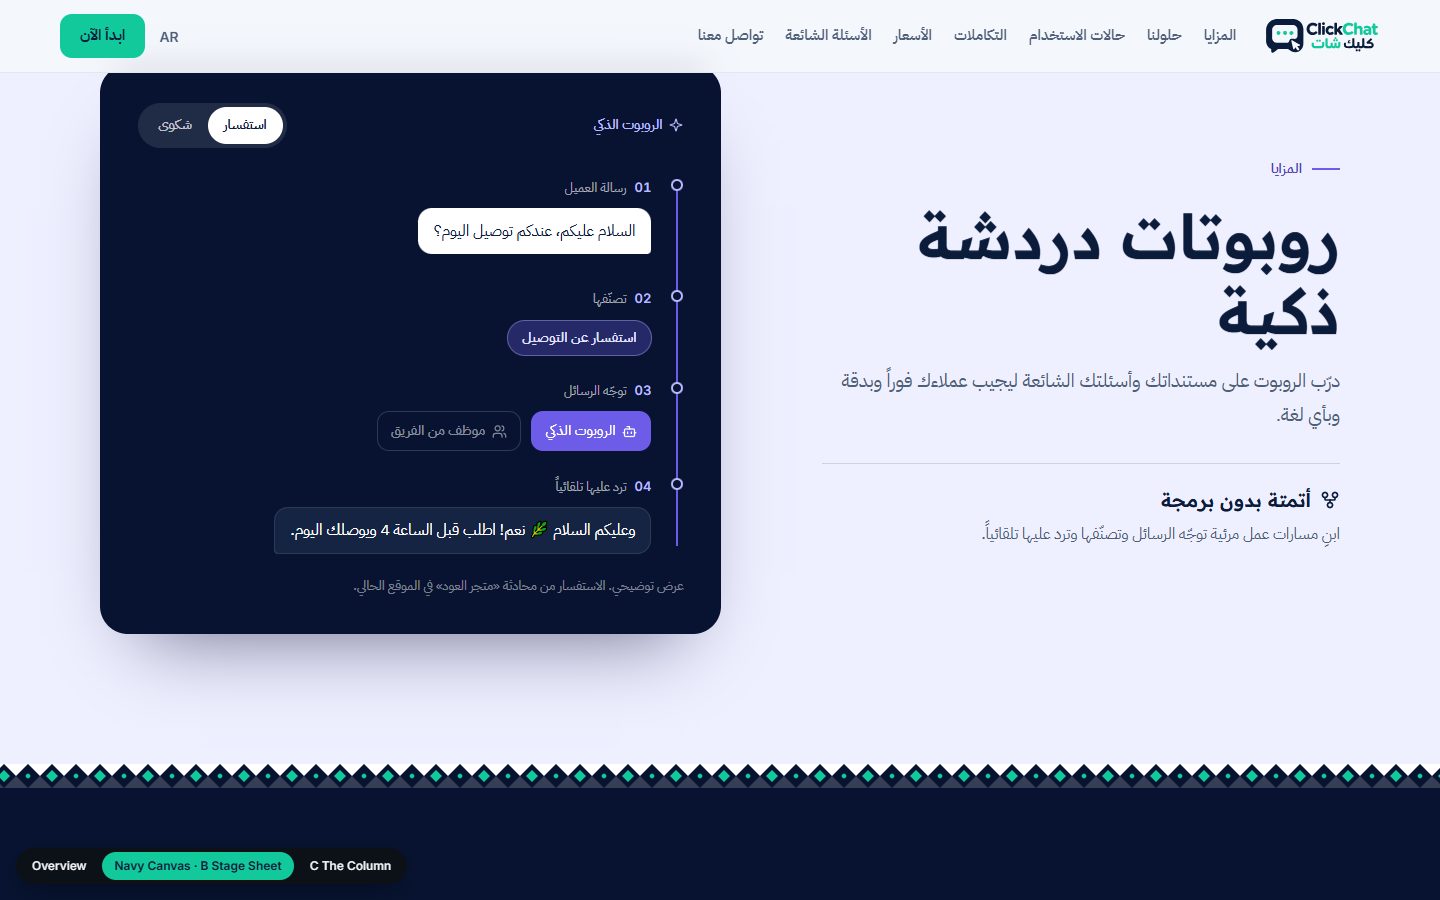 ClickChat
كليك شات
المزايا
حلولنا
حالات الاستخدام
التكاملات
الأسعار
الأسئلة الشائعة
تواصل معنا
AR
ابدأ الآن
المزايا
روبوتات دردشة
ذكية
درّب الروبوت على مستنداتك وأسئلتك الشائعة ليجيب عملاءك فوراً وبدقة
وبأي لغة.
أتمتة بدون برمجة
ابنِ مسارات عمل مرئية توجّه الرسائل وتصنّفها وترد عليها تلقائياً.
الروبوت الذكي
استفسار
شكوى
01 رسالة العميل
السلام عليكم، عندكم توصيل اليوم؟
02 تصنّفها
استفسار عن التوصيل
03 توجّه الرسائل
الروبوت الذكي
موظف من الفريق
04 ترد عليها تلقائياً
وعليكم السلام 🌿 نعم! اطلب قبل الساعة 4 ويوصلك اليوم.
عرض توضيحي. الاستفسار من محادثة «متجر العود» في الموقع الحالي.
Overview
Navy Canvas · B Stage Sheet
C The Column